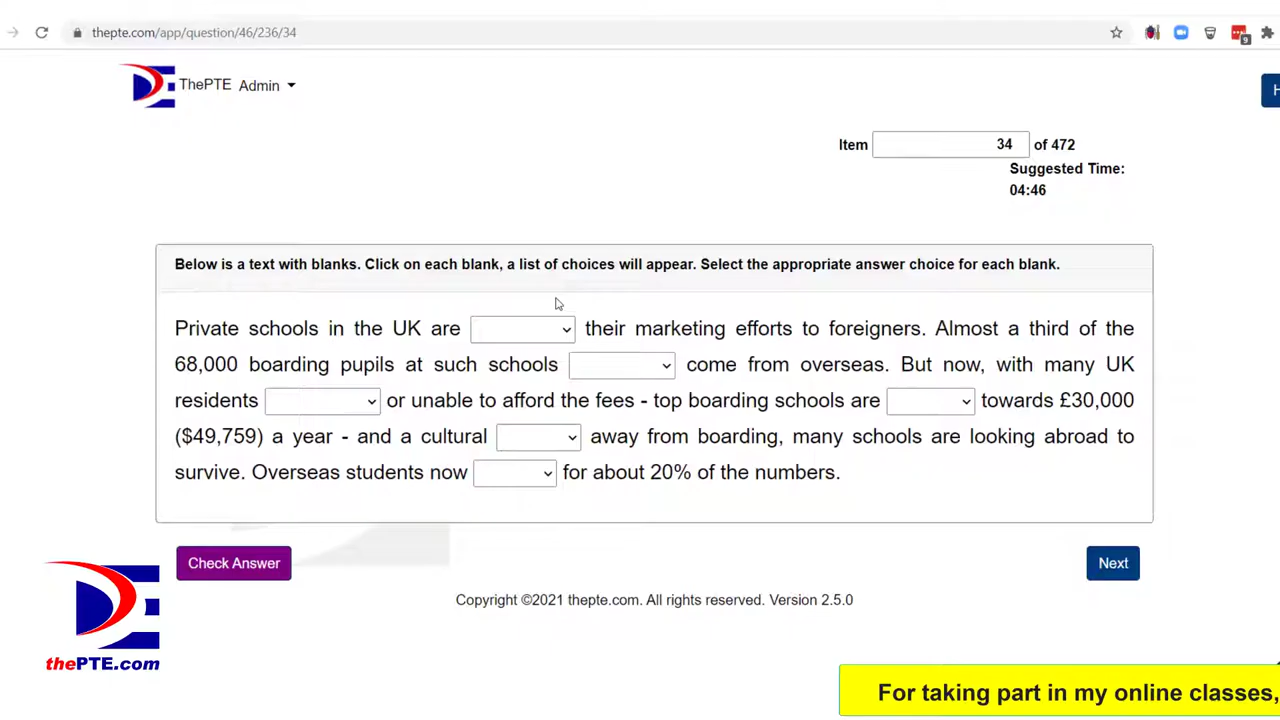 thepte.com/app/question/46/236/34
9
ThePTE Admin
H
Item 34 of 472
Suggested Time:
04:46
Below is a text with blanks. Click on each blank, a list of choices will appear. Select the appropriate answer choice for each blank.
Private schools in the UK are their marketing efforts to foreigners. Almost a third of the
68,000 boarding pupils at such schools come from overseas. But now, with many UK
residents or unable to afford the fees - top boarding schools are towards £30,000
($49,759) a year - and a cultural away from boarding, many schools are looking abroad to
survive. Overseas students now for about 20% of the numbers.
Check Answer
Next
Copyright ©2021 thepte.com. All rights reserved. Version 2.5.0
thePTE.com
For taking part in my online classes,